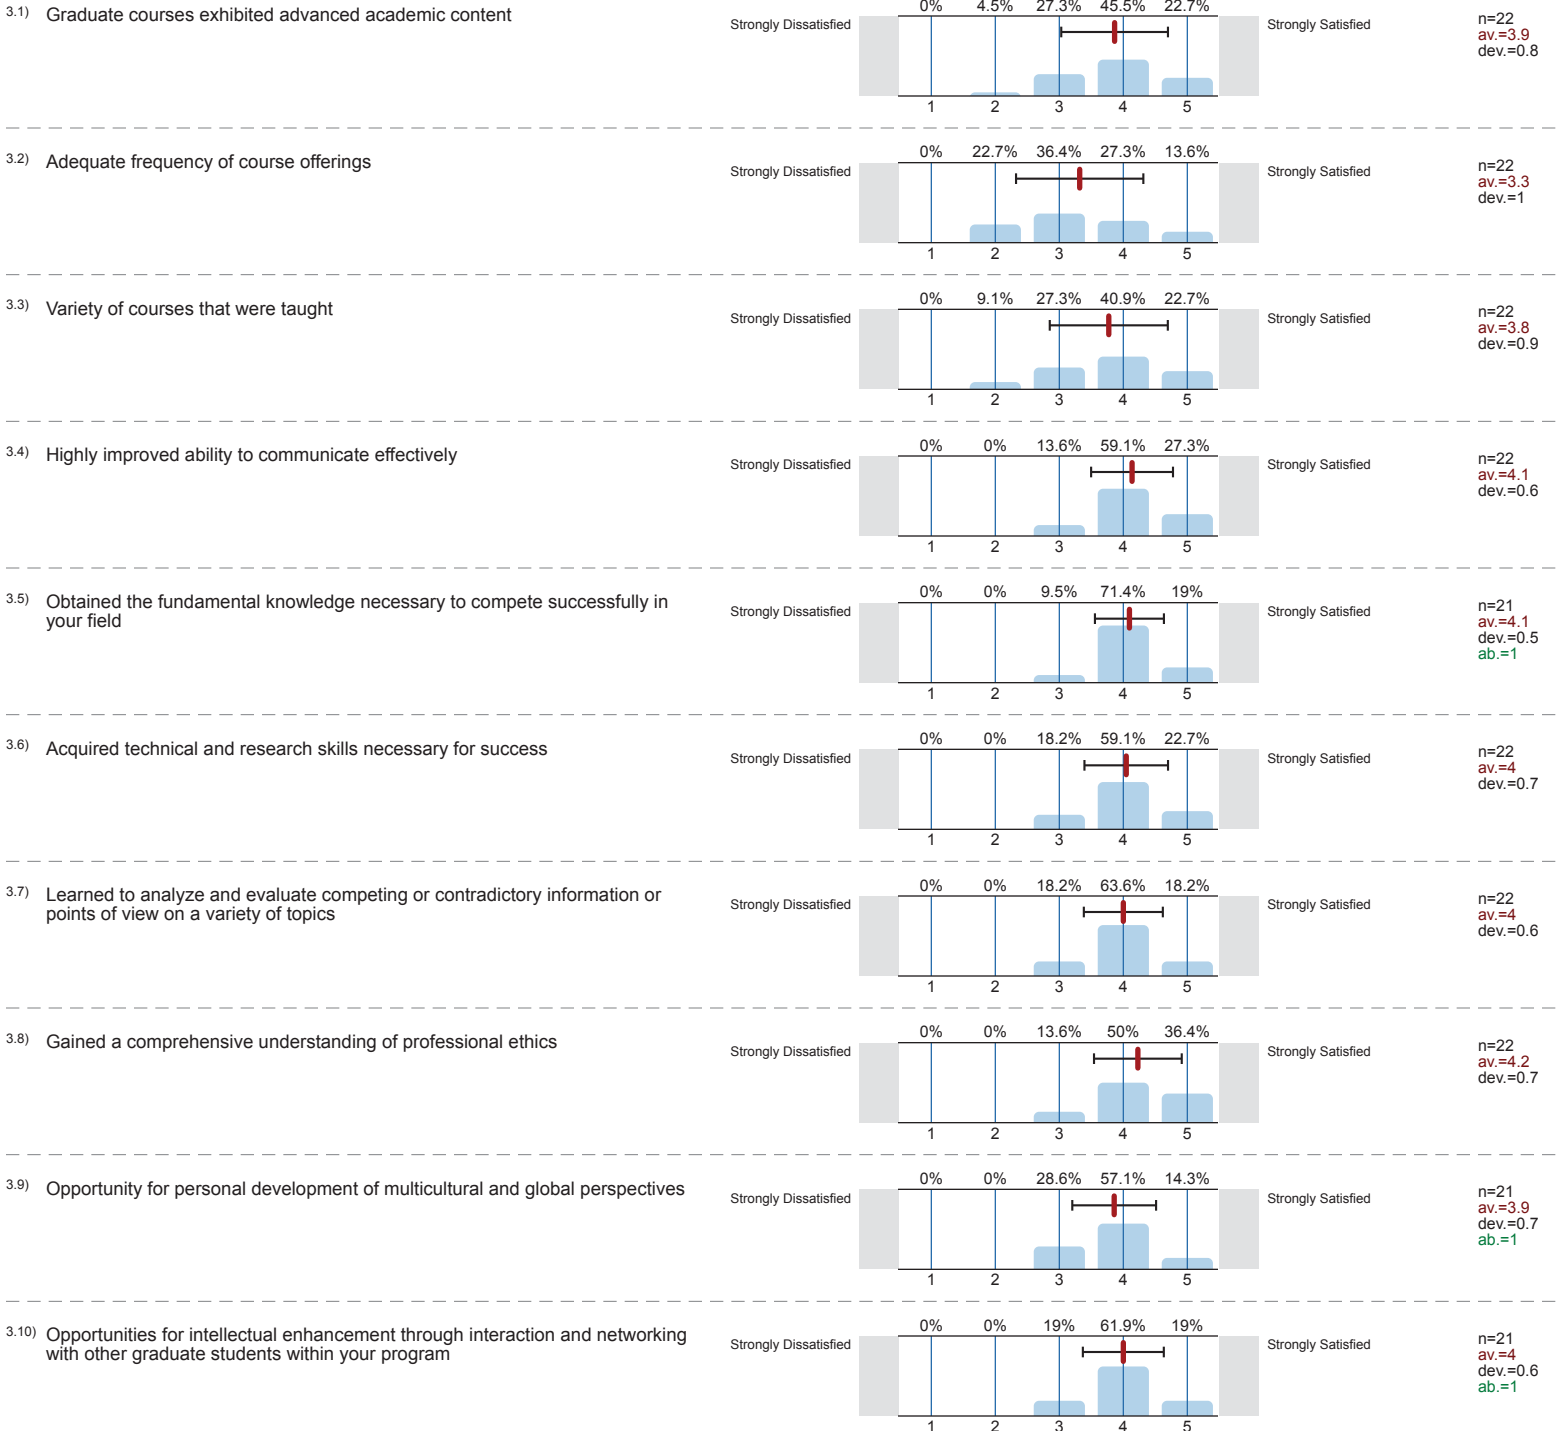 3.1) Graduate courses exhibited advanced academic content
0% 4.5% 27.3% 45.5% 22.7%
Strongly Dissatisfied Strongly Satisfied
n=22
av.=3.9
dev.=0.8
1 2 3 4 5
3.2) Adequate frequency of course offerings
0% 22.7% 36.4% 27.3% 13.6%
Strongly Dissatisfied Strongly Satisfied
n=22
av.=3.3
dev.=1
1 2 3 4 5
3.3) Variety of courses that were taught
0% 9.1% 27.3% 40.9% 22.7%
Strongly Dissatisfied Strongly Satisfied
n=22
av.=3.8
dev.=0.9
1 2 3 4 5
3.4) Highly improved ability to communicate effectively
0% 0% 13.6% 59.1% 27.3%
Strongly Dissatisfied Strongly Satisfied
n=22
av.=4.1
dev.=0.6
1 2 3 4 5
3.5) Obtained the fundamental knowledge necessary to compete successfully in
your field
0% 0% 9.5% 71.4% 19%
Strongly Dissatisfied Strongly Satisfied
n=21
av.=4.1
dev.=0.5
ab.=1
1 2 3 4 5
3.6) Acquired technical and research skills necessary for success
0% 0% 18.2% 59.1% 22.7%
Strongly Dissatisfied Strongly Satisfied
n=22
av.=4
dev.=0.7
1 2 3 4 5
3.7) Learned to analyze and evaluate competing or contradictory information or
points of view on a variety of topics
0% 0% 18.2% 63.6% 18.2%
Strongly Dissatisfied Strongly Satisfied
n=22
av.=4
dev.=0.6
1 2 3 4 5
3.8) Gained a comprehensive understanding of professional ethics
0% 0% 13.6% 50% 36.4%
Strongly Dissatisfied Strongly Satisfied
n=22
av.=4.2
dev.=0.7
1 2 3 4 5
3.9) Opportunity for personal development of multicultural and global perspectives
0% 0% 28.6% 57.1% 14.3%
Strongly Dissatisfied Strongly Satisfied
n=21
av.=3.9
dev.=0.7
ab.=1
1 2 3 4 5
3.10) Opportunities for intellectual enhancement through interaction and networking
with other graduate students within your program
0% 0% 19% 61.9% 19%
Strongly Dissatisfied Strongly Satisfied
n=21
av.=4
dev.=0.6
ab.=1
1 2 3 4 5